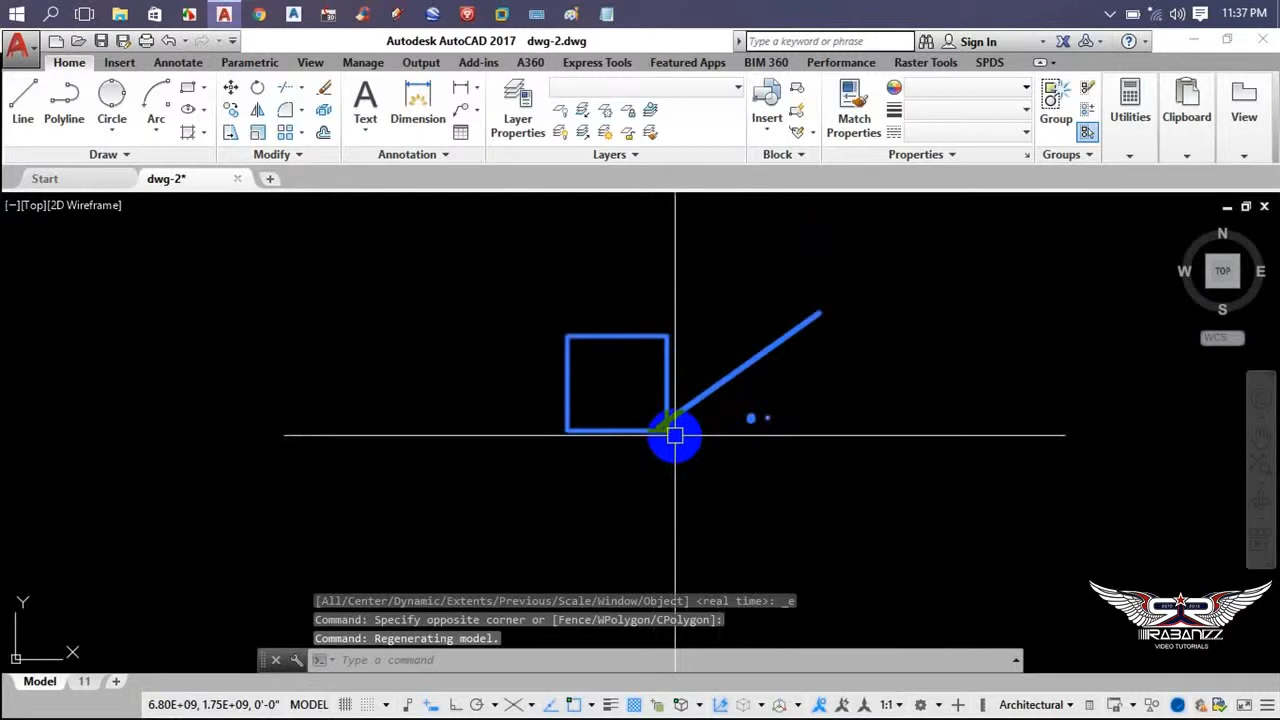 11:37 PM
Autodesk AutoCAD 2017 dwg-2.dwg
Type a keyword or phrase
Sign In
Home Insert Annotate Parametric View Manage Output Add-ins A360 Express Tools Featured Apps BIM 360 Performance Raster Tools SPDS
Line Polyline Circle Arc
Text Dimension
Layer Properties
Insert
Match Properties
Group
Utilities Clipboard View
Draw Modify Annotation Layers Block Properties Groups
Start dwg-2*
[−][Top][2D Wireframe]
N
W TOP E
S
WCS
[All/Center/Dynamic/Extents/Previous/Scale/Window/Object] <real time>: _e
Command: Specify opposite corner or [Fence/WPolygon/CPolygon]:
Command: Regenerating model.
Type a command
Y
X
RABANIZZ
VIDEO TUTORIALS
Model 11
6.80E+09, 1.75E+09, 0'-0" MODEL 1:1 Architectural